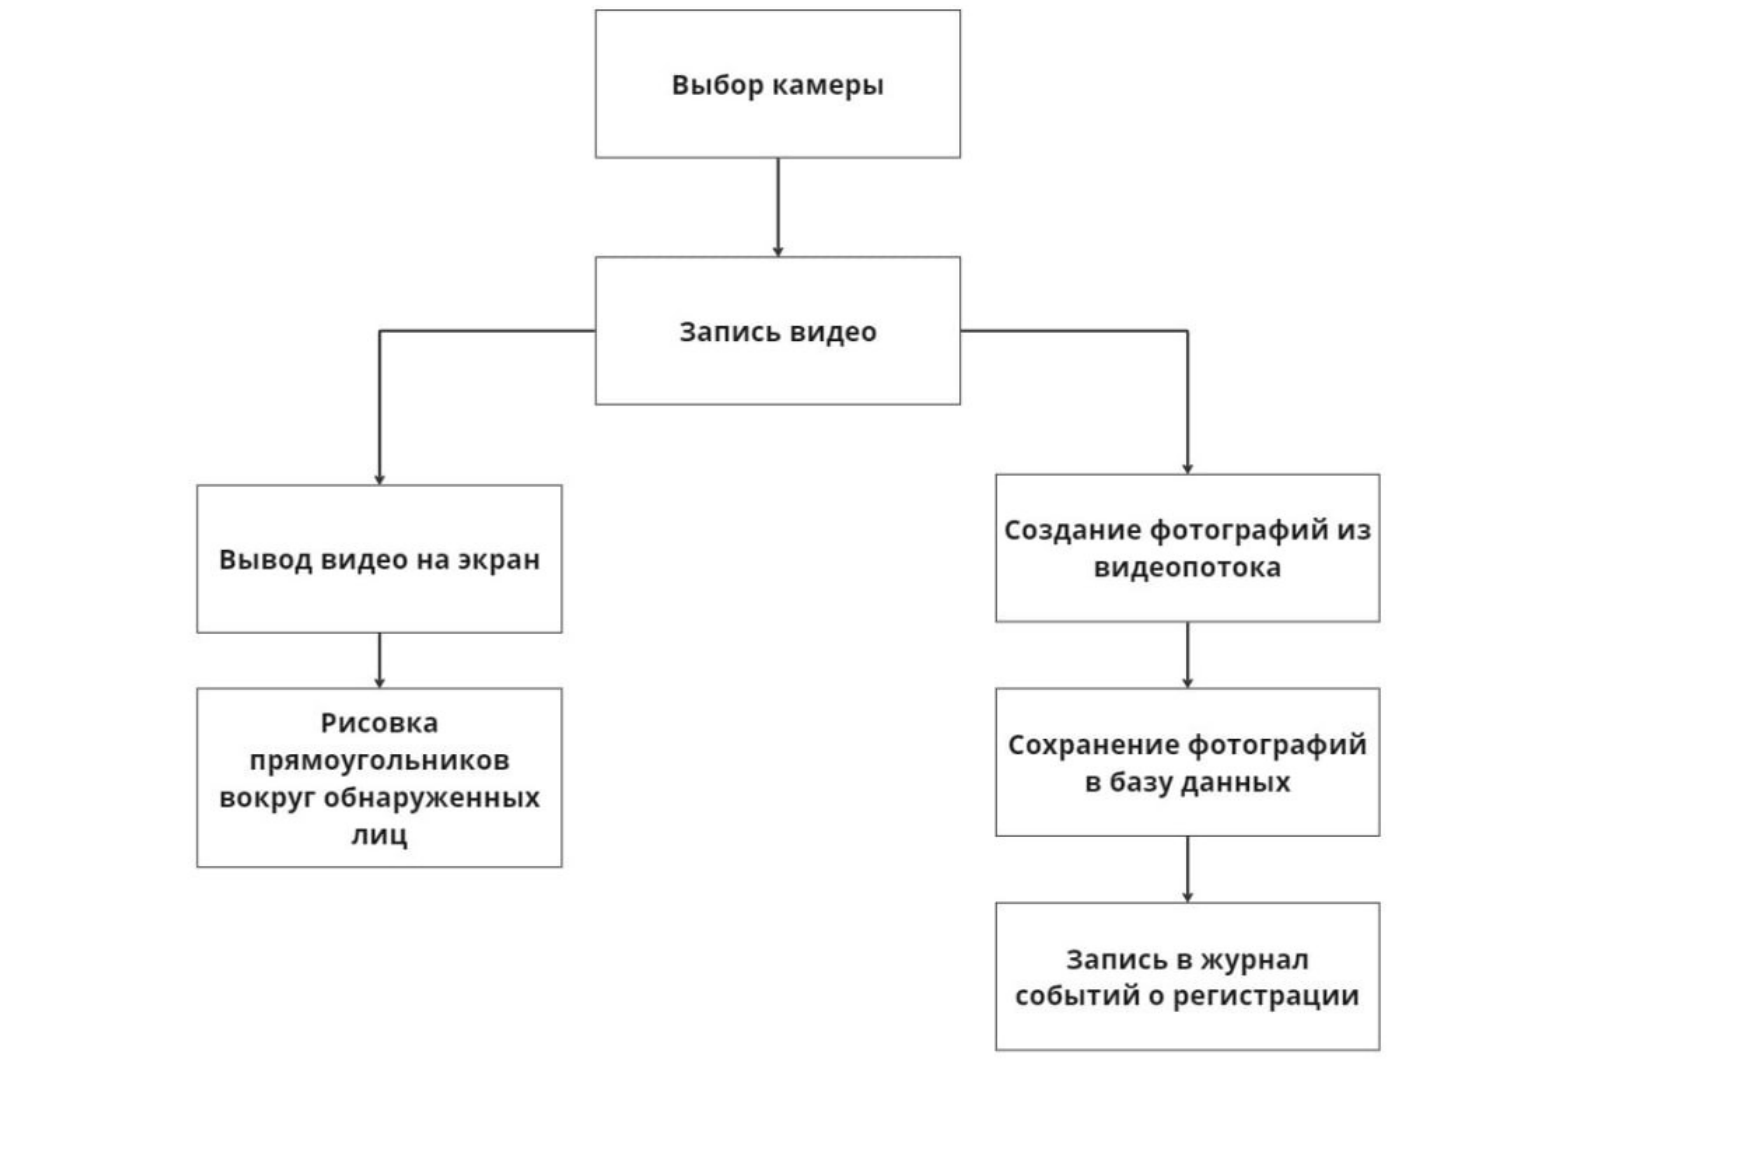 Выбор камеры
Запись видео
Вывод видео на экран
Рисовка
прямоугольников
вокруг обнаруженных
лиц
Создание фотографий из
видеопотока
Сохранение фотографий
в базу данных
Запись в журнал
событий о регистрации